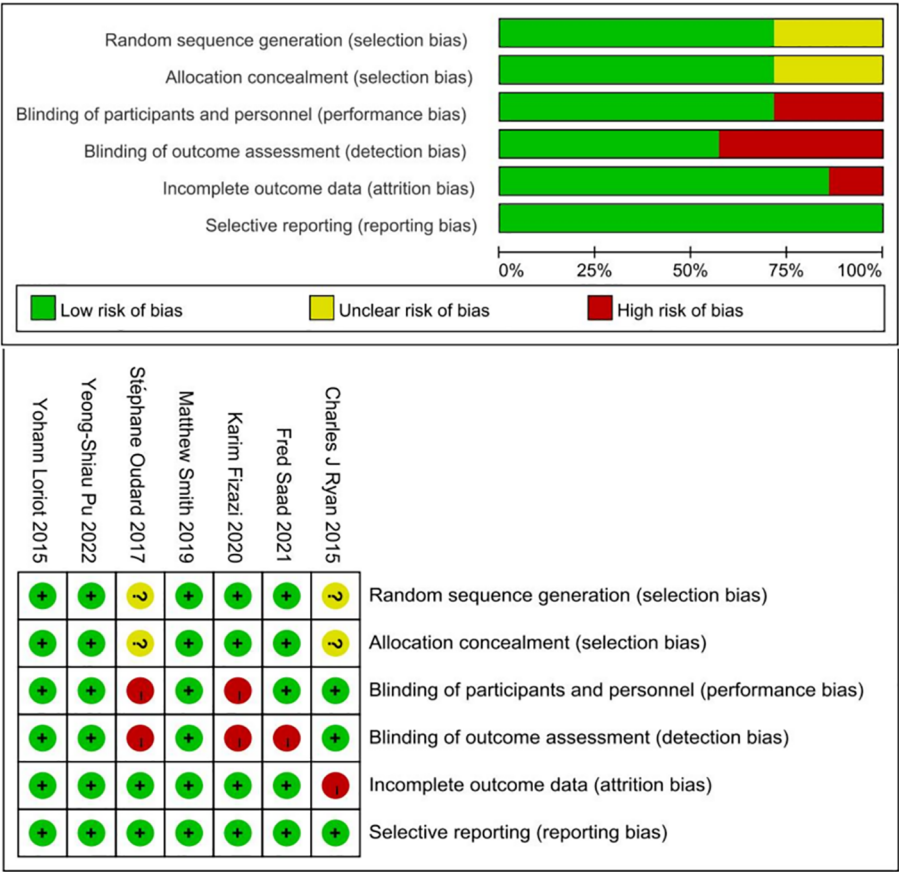 Random sequence generation (selection bias)
Allocation concealment (selection bias)
Blinding of participants and personnel (performance bias)
Blinding of outcome assessment (detection bias)
Incomplete outcome data (attrition bias)
Selective reporting (reporting bias)
0% 25% 50% 75% 100%
Low risk of bias Unclear risk of bias High risk of bias
Yohann Loriot 2015
Yeong-Shiau Pu 2022
Stéphane Oudard 2017
Matthew Smith 2019
Karim Fizazi 2020
Fred Saad 2021
Charles J Ryan 2015
+ + ? + + + ? Random sequence generation (selection bias)
+ + ? + + + ? Allocation concealment (selection bias)
+ + – + – + + Blinding of participants and personnel (performance bias)
+ + – + – – + Blinding of outcome assessment (detection bias)
+ + + + + + – Incomplete outcome data (attrition bias)
+ + + + + + + Selective reporting (reporting bias)